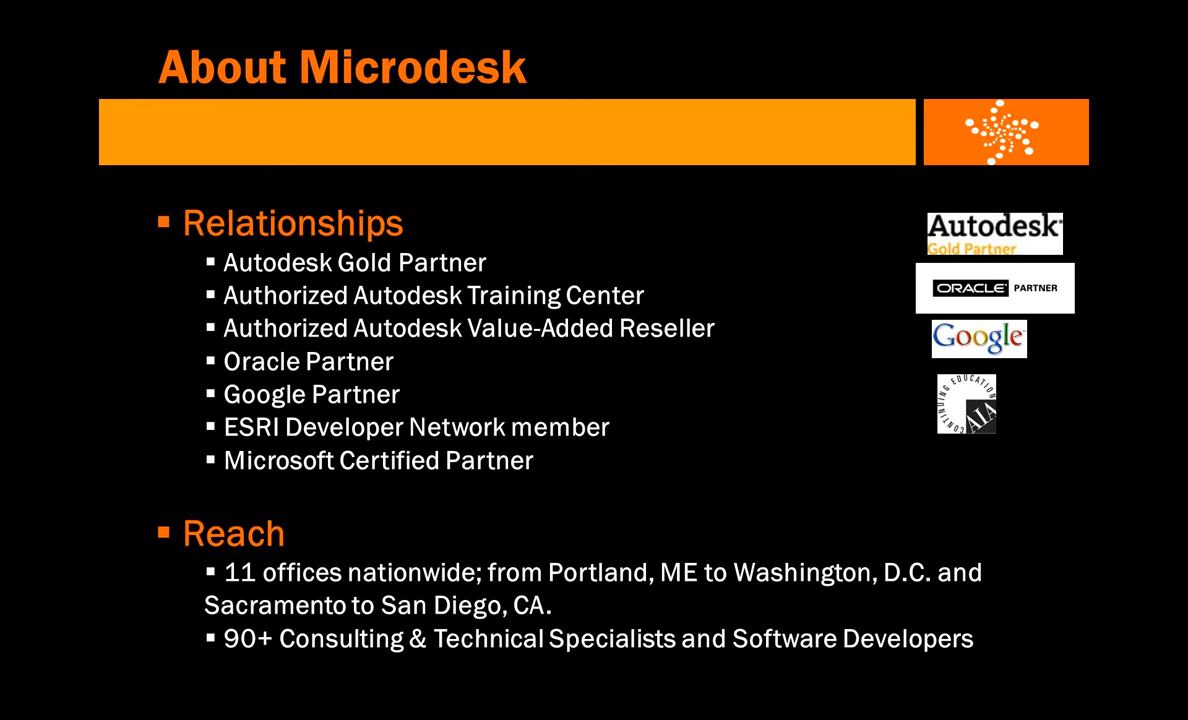 About Microdesk
▪ Relationships
▪ Autodesk Gold Partner
▪ Authorized Autodesk Training Center
▪ Authorized Autodesk Value-Added Reseller
▪ Oracle Partner
▪ Google Partner
▪ ESRI Developer Network member
▪ Microsoft Certified Partner
Autodesk
Gold Partner
ORACLE PARTNER
Google
CONTINUING EDUCATION
AIA
▪ Reach
▪ 11 offices nationwide; from Portland, ME to Washington, D.C. and
Sacramento to San Diego, CA.
▪ 90+ Consulting & Technical Specialists and Software Developers